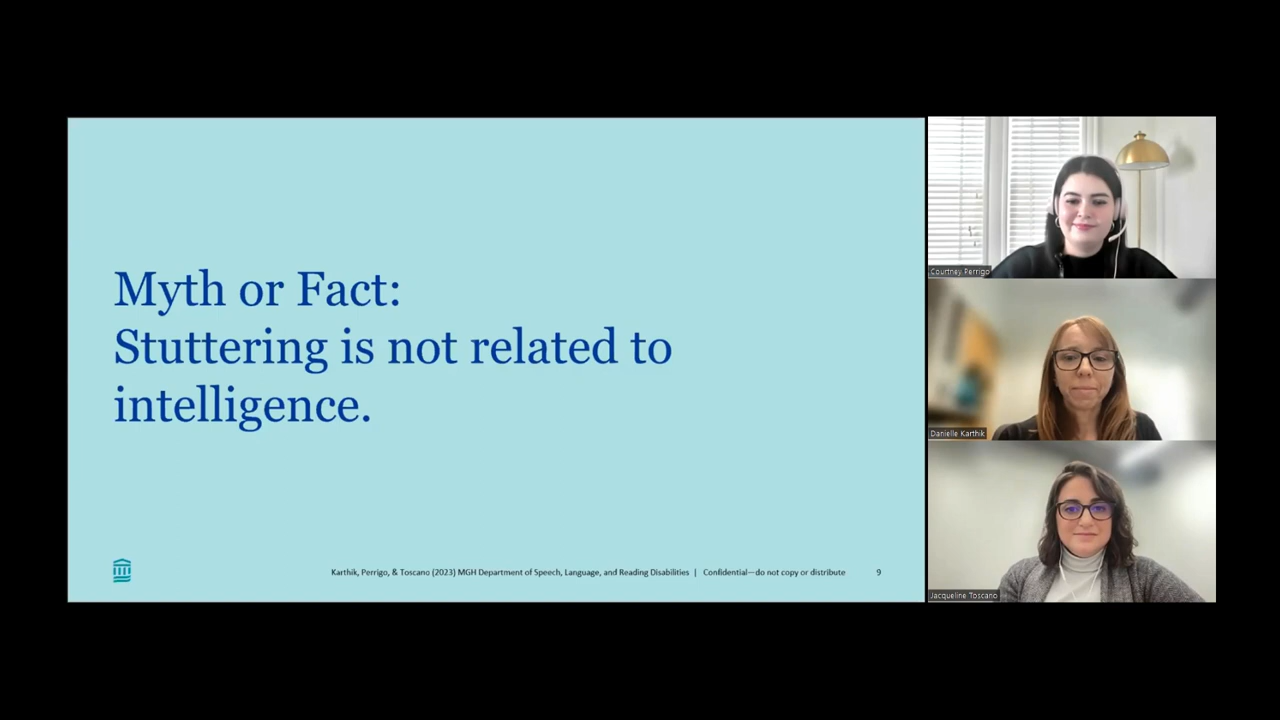 Myth or Fact:
Stuttering is not related to
intelligence.
Karthik, Perrigo, & Toscano (2023) MGH Department of Speech, Language, and Reading Disabilities | Confidential—do not copy or distribute 9
Courtney Perrigo
Danielle Karthik
Jacqueline Toscano